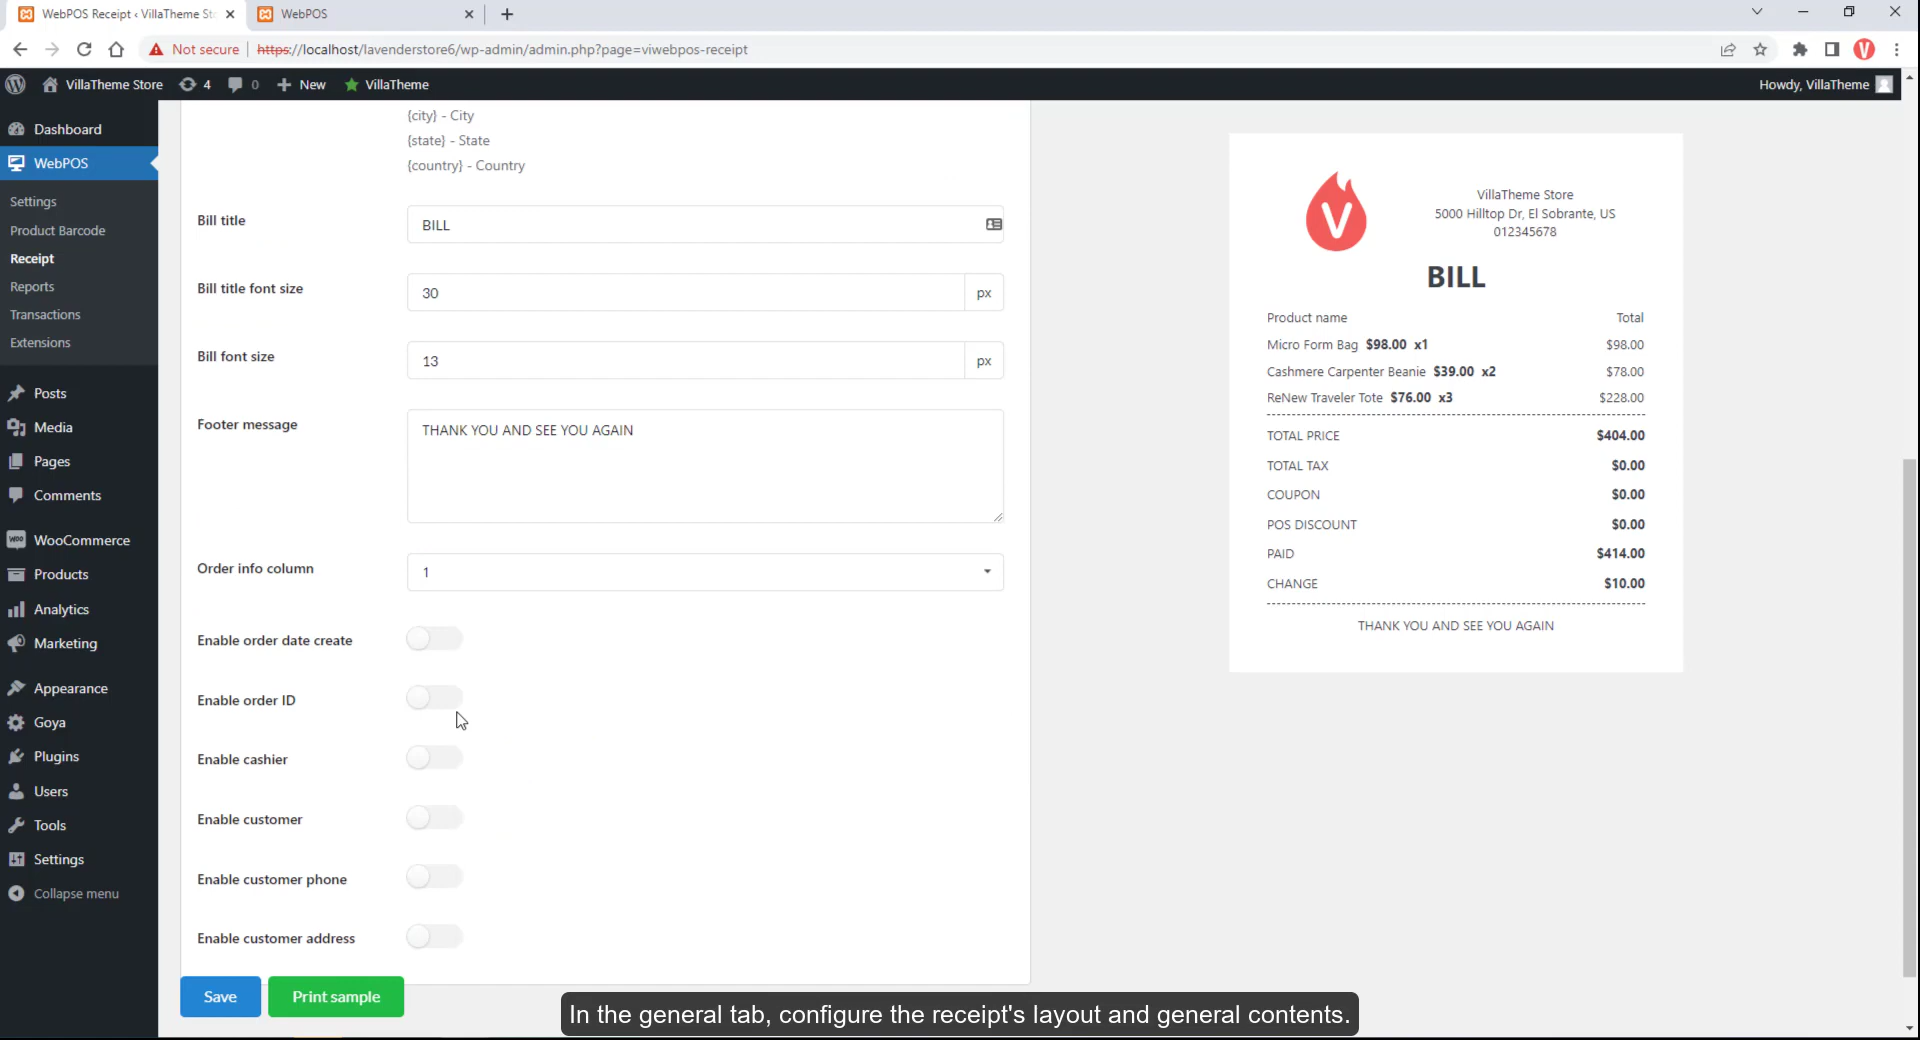 WebPOS Receipt ‹ VillaTheme Sto
WebPOS
Not secure
https://localhost/lavenderstore6/wp-admin/admin.php?page=viwebpos-receipt
VillaTheme Store
4
0
New
VillaTheme
Howdy, VillaTheme
Dashboard
WebPOS
Settings
Product Barcode
Receipt
Reports
Transactions
Extensions
Posts
Media
Pages
Comments
WooCommerce
Products
Analytics
Marketing
Appearance
Goya
Plugins
Users
Tools
Settings
Collapse menu
{city} - City
{state} - State
{country} - Country
Bill title
BILL
Bill title font size
30
px
Bill font size
13
px
Footer message
THANK YOU AND SEE YOU AGAIN
Order info column
1
Enable order date create
Enable order ID
Enable cashier
Enable customer
Enable customer phone
Enable customer address
Save
Print sample
V
VillaTheme Store
5000 Hilltop Dr, El Sobrante, US
012345678
BILL
Product name Total
Micro Form Bag $98.00 x1 $98.00
Cashmere Carpenter Beanie $39.00 x2 $78.00
ReNew Traveler Tote $76.00 x3 $228.00
TOTAL PRICE $404.00
TOTAL TAX $0.00
COUPON $0.00
POS DISCOUNT $0.00
PAID $414.00
CHANGE $10.00
THANK YOU AND SEE YOU AGAIN
In the general tab, configure the receipt's layout and general contents.